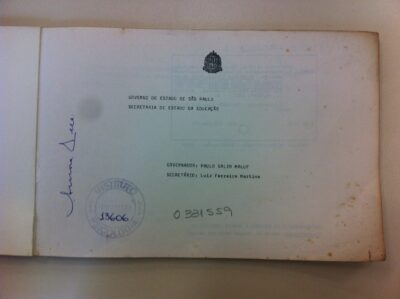 GOVERNO DO ESTADO DE SÃO PAULO
SECRETARIA DE ESTADO DA EDUCAÇÃO
GOVERNADOR: PAULO SALIM MALUF
SECRETÁRIO: Luiz Ferreira Martins
13606
0331559